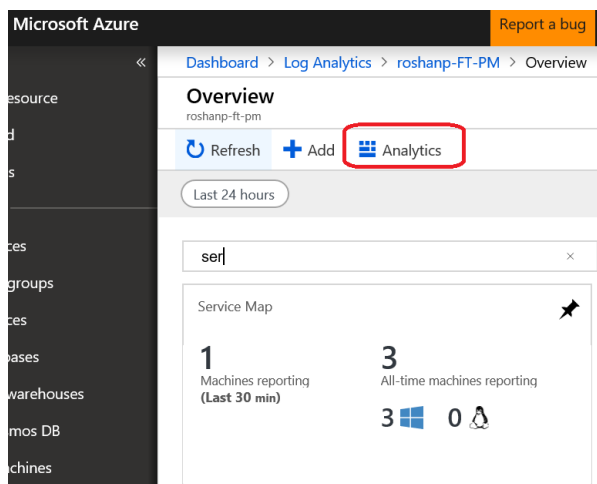 Microsoft Azure
Report a bug
«
Dashboard > Log Analytics > roshanp-FT-PM > Overview
esource
Overview
roshanp-ft-pm
d
Refresh
Add
Analytics
s
Last 24 hours
ces
ser
×
groups
Service Map
ces
1
3
bases
Machines reporting
All-time machines reporting
warehouses
(Last 30 min)
3
0
smos DB
achines